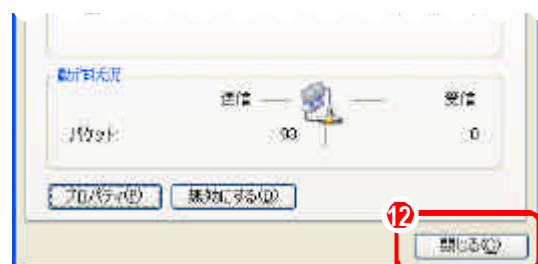 動作状況
送信 — — 受信
パケット: 93 0
プロパティ(P) 無効にする(D)
12
閉じる(C)